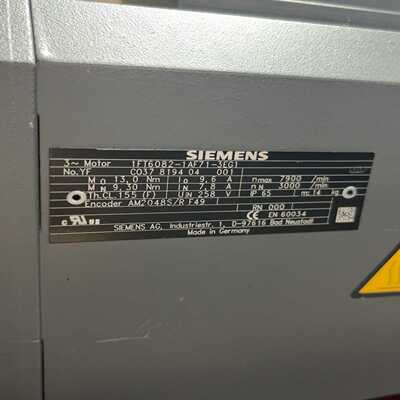 SIEMENS
3~ Motor 1FT6082-1AF71-3EG1
No.YF C037 8194 04 001
M₀ 13,0 Nm I₀ 9,6 A nmax 7900 /min
MN 9,30 Nm IN 7,8 A nN 3000 /min
Th.CL.155 (F) UIN 258 V IP 65 m: 14 kg
Encoder AM2048S/R F49 RN 000
EN 60034
SIEMENS AG, Industriestr. 1, D-97616 Bad Neustadt
Made in Germany